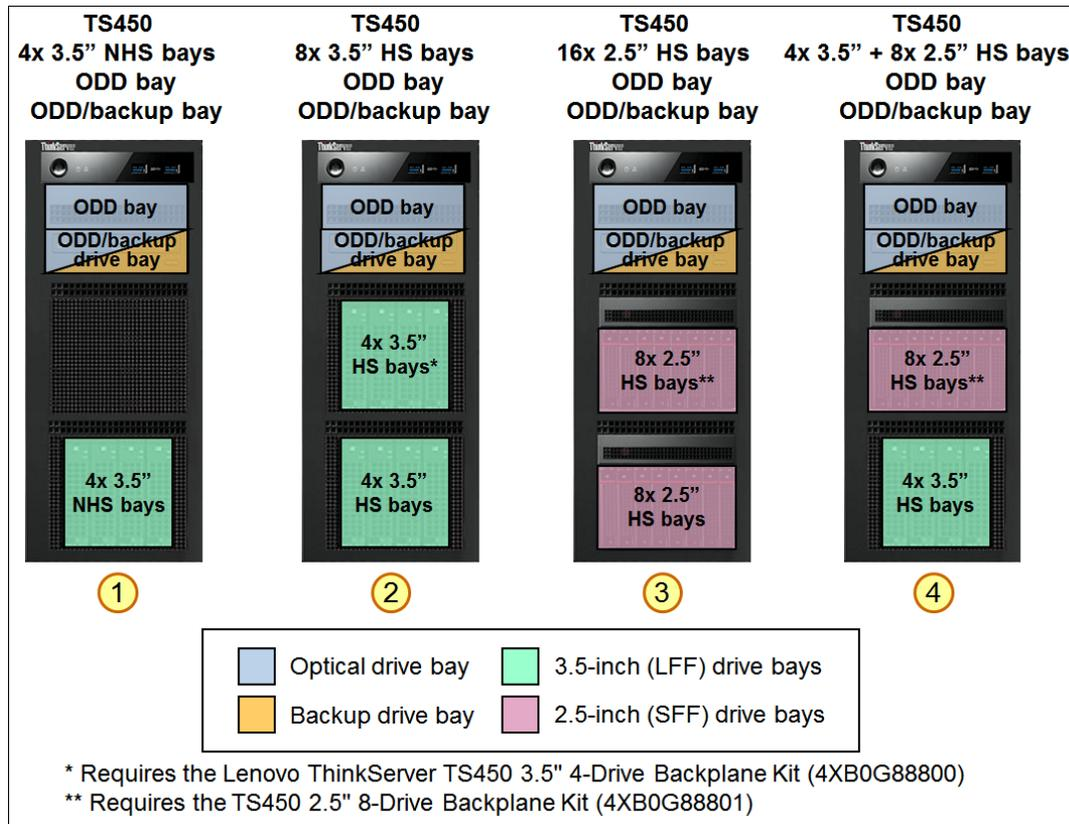 TS450
4x 3.5” NHS bays
ODD bay
ODD/backup bay
TS450
8x 3.5” HS bays
ODD bay
ODD/backup bay
TS450
16x 2.5” HS bays
ODD bay
ODD/backup bay
TS450
4x 3.5” + 8x 2.5” HS bays
ODD bay
ODD/backup bay
ThinkServer
ODD bay
ODD/backup
drive bay
4x 3.5”
NHS bays
1
ThinkServer
ODD bay
ODD/backup
drive bay
4x 3.5”
HS bays*
4x 3.5”
HS bays
2
ThinkServer
ODD bay
ODD/backup
drive bay
8x 2.5”
HS bays**
8x 2.5”
HS bays
3
ThinkServer
ODD bay
ODD/backup
drive bay
8x 2.5”
HS bays**
4x 3.5”
HS bays
4
Optical drive bay
3.5-inch (LFF) drive bays
Backup drive bay
2.5-inch (SFF) drive bays
* Requires the Lenovo ThinkServer TS450 3.5" 4-Drive Backplane Kit (4XB0G88800)
** Requires the TS450 2.5" 8-Drive Backplane Kit (4XB0G88801)